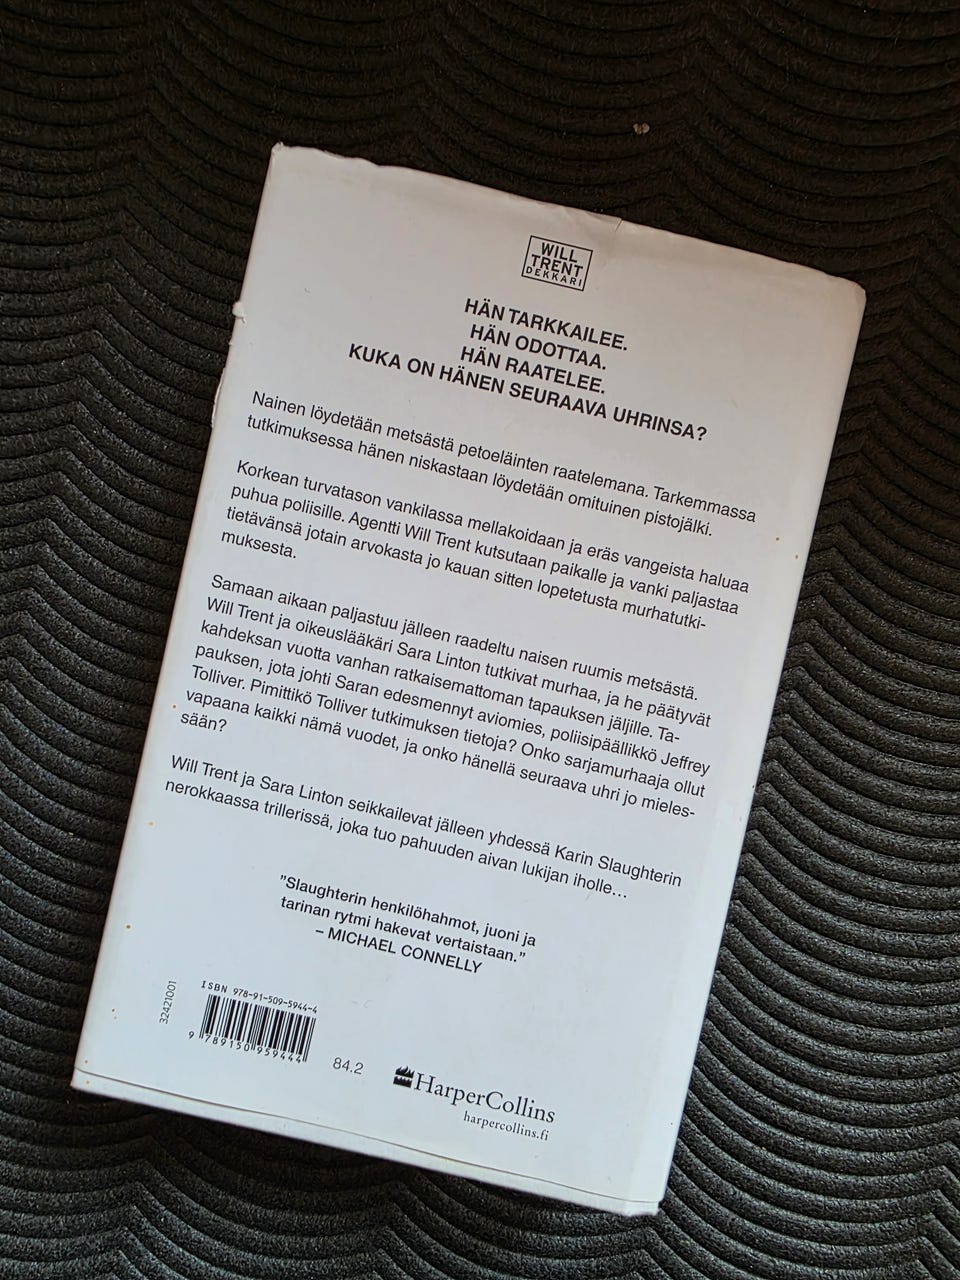 WILL
TRENT
DEKKARI
HÄN TARKKAILEE.
HÄN ODOTTAA.
HÄN RAATELEE.
KUKA ON HÄNEN SEURAAVA UHRINSA?
Nainen löydetään metsästä petoeläinten raatelemana. Tarkemmassa
tutkimuksessa hänen niskastaan löydetään omituinen pistojälki.
Korkean turvatason vankilassa mellakoidaan ja eräs vangeista haluaa
puhua poliisille. Agentti Will Trent kutsutaan paikalle ja vanki paljastaa
tietävänsä jotain arvokasta jo kauan sitten lopetetusta murhatutki-
muksesta.
Samaan aikaan paljastuu jälleen raadeltu naisen ruumis metsästä.
Will Trent ja oikeuslääkäri Sara Linton tutkivat murhaa, ja he päätyvät
kahdeksan vuotta vanhan ratkaisemattoman tapauksen jäljille. Ta-
pauksen, jota johti Saran edesmennyt aviomies, poliisipäällikkö Jeffrey
Tolliver. Pimittikö Tolliver tutkimuksen tietoja? Onko sarjamurhaaja ollut
vapaana kaikki nämä vuodet, ja onko hänellä seuraava uhri jo mieles-
sään?
Will Trent ja Sara Linton seikkailevat jälleen yhdessä Karin Slaughterin
nerokkaassa trillerissä, joka tuo pahuuden aivan lukijan iholle…
”Slaughterin henkilöhahmot, juoni ja
tarinan rytmi hakevat vertaistaan.”
– MICHAEL CONNELLY
32421001
ISBN 978-91-509-5944-4
9 789150 959444
84.2
HarperCollins
harpercollins.fi